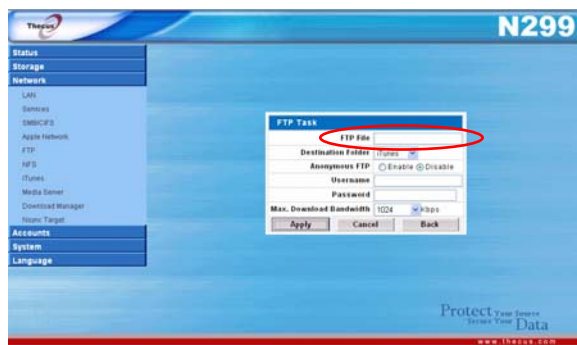 Thecus
N299
Status
Storage
Network
LAN
Services
SMB/CIFS
Apple Network
FTP
NFS
iTunes
Media Server
Download Manager
Nsync Target
Accounts
System
Language
FTP Task
FTP File
Destination Folder iTunes
Anonymous FTP Enable Disable
Username
Password
Max. Download Bandwidth 1024 kbps
Apply Cancel Back
Protect Your Server
Secure Your Data
www.thecus.com